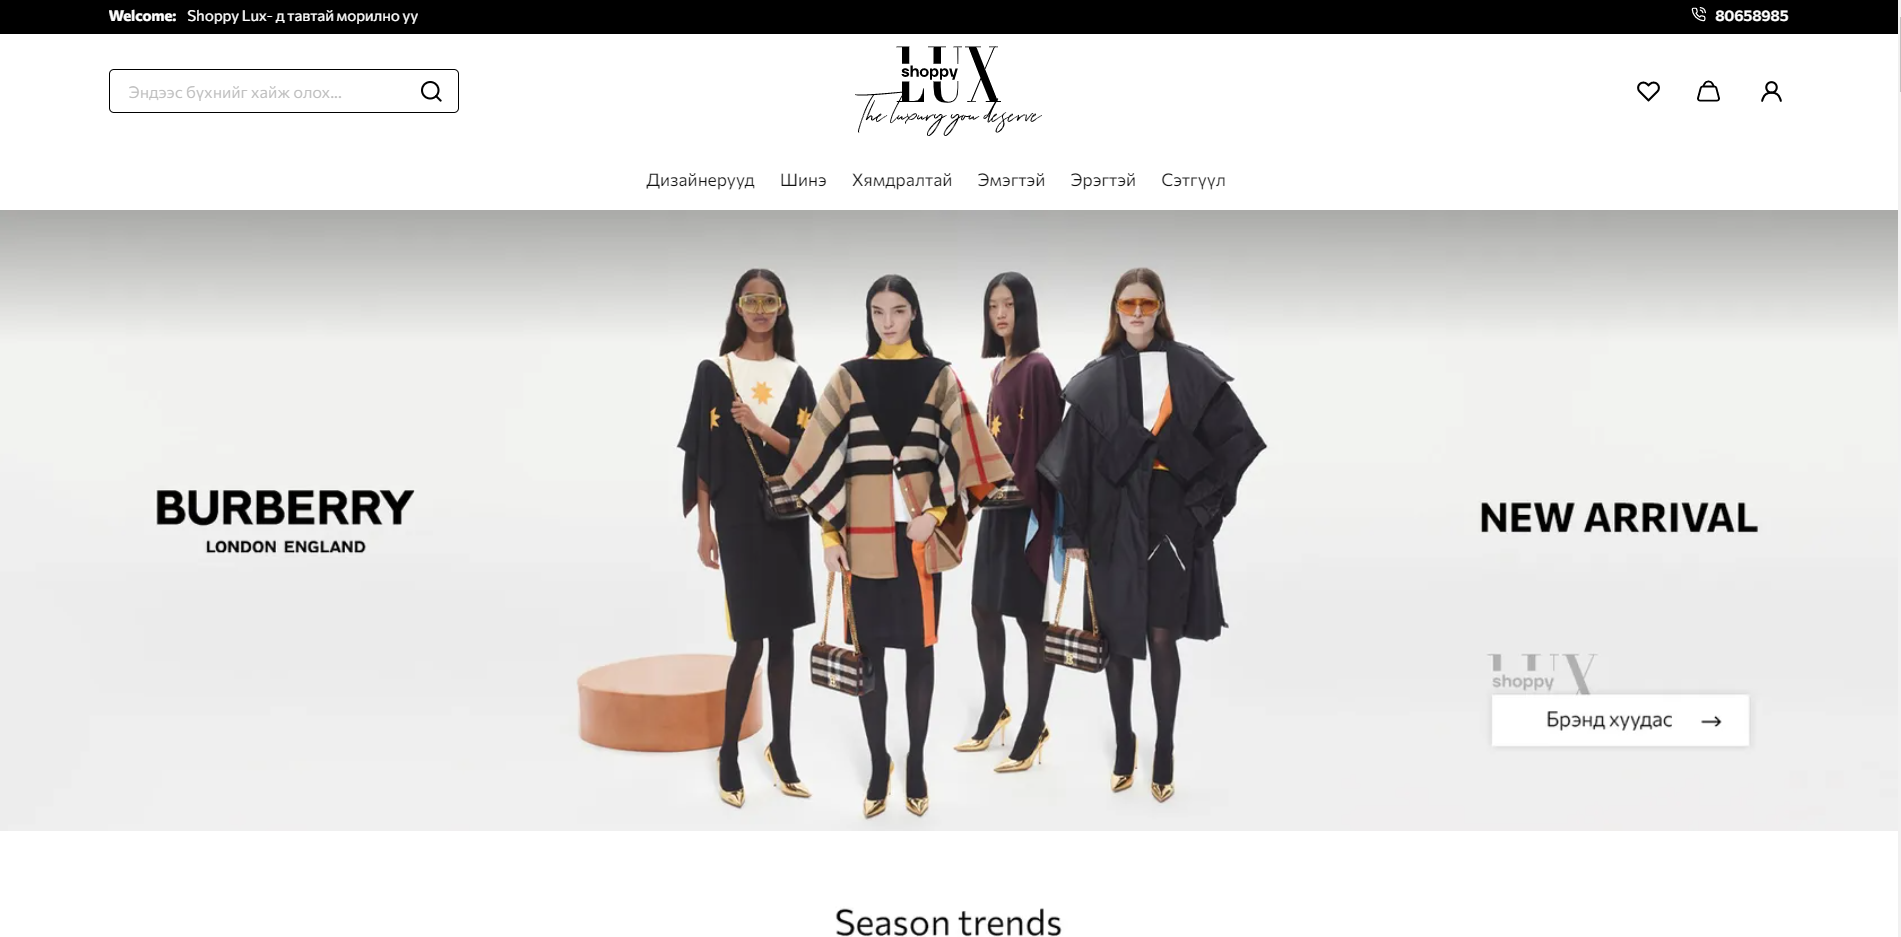 Welcome: Shoppy Lux- д тавтай морилно уу
80658985
Эндээс бүхнийг хайж олох...
LUX
shoppy
The luxury you deserve
Дизайнерууд Шинэ Хямдралтай Эмэгтэй Эрэгтэй Сэтгүүл
BURBERRY
LONDON ENGLAND
NEW ARRIVAL
LUX
shoppy
Брэнд хуудас
Season trends